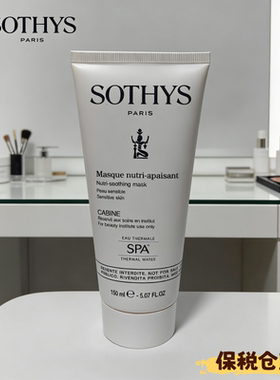 SOTHYS
PARIS
SOTHYS
PARIS
Masque nutri-apaisant
Nutri-soothing mask
Peau sensible
Sensitive skin
CABINE
Réservé aux soins en institut
For beauty institute use only
EAU THERMALE
SPA
THERMAL WATER
150 ml ℮ - 5.07 FL.OZ
保税仓